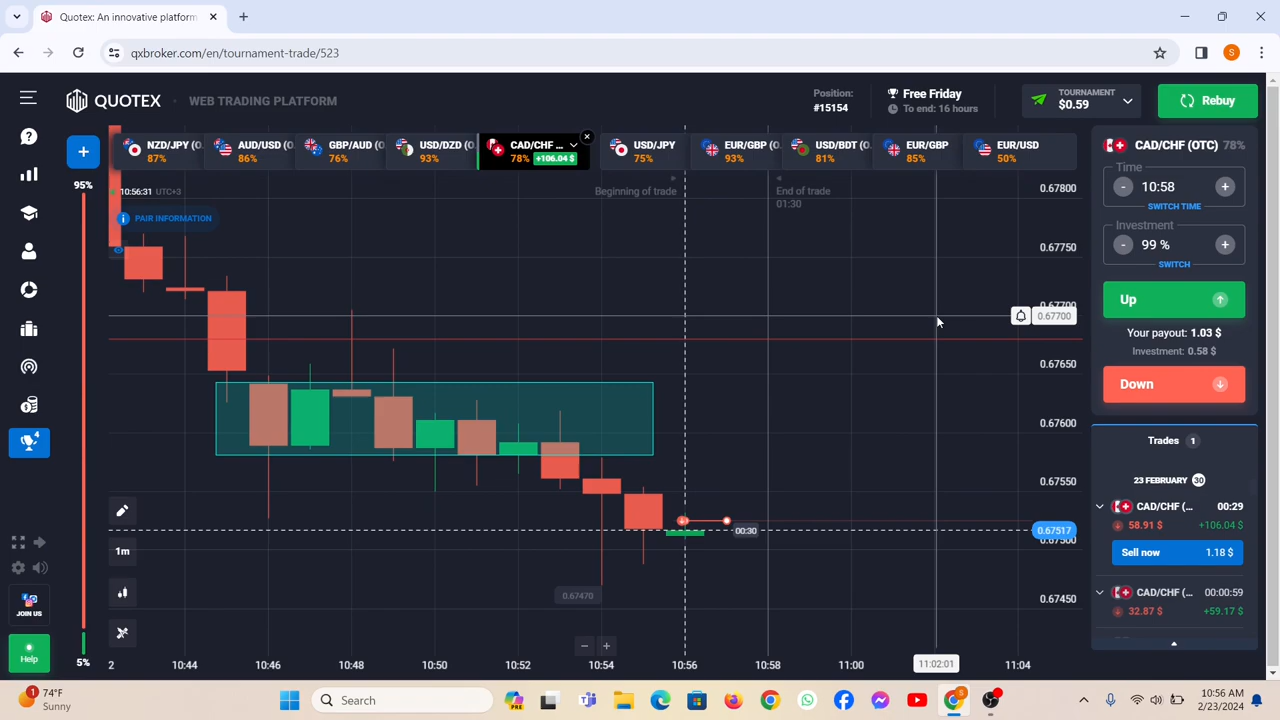 Quotex: An innovative platform
qxbroker.com/en/tournament-trade/523
S
QUOTEX
WEB TRADING PLATFORM
Position:
#15154
Free Friday
To end: 16 hours
TOURNAMENT
$0.59
Rebuy
95%
NZD/JPY (O
87%
AUD/USD (O
86%
GBP/AUD (O
76%
USD/DZD (O
93%
CAD/CHF ...
78% +106.04 $
USD/JPY
75%
EUR/GBP (O
93%
USD/BDT (O.
81%
EUR/GBP
85%
EUR/USD
50%
10:56:31 UTC+3
PAIR INFORMATION
Beginning of trade
End of trade
01:30
0.67800
0.67750
0.67700
0.67700
0.67650
0.67600
0.67550
0.67517
0.67500
0.67450
00:30
0.67470
1m
2
10:44
10:46
10:48
10:50
10:52
10:54
10:56
10:58
11:00
11:02:01
11:04
4
JOIN US
Help
5%
CAD/CHF (OTC) 78%
Time
- 10:58 +
SWITCH TIME
Investment
- 99 % +
SWITCH
Up
Your payout: 1.03 $
Investment: 0.58 $
Down
Trades 1
23 FEBRUARY 30
CAD/CHF (... 00:29
58.91 $ +106.04 $
Sell now 1.18 $
CAD/CHF (... 00:00:59
32.87 $ +59.17 $
1
74°F
Sunny
Search
PRE
5
10:56 AM
2/23/2024